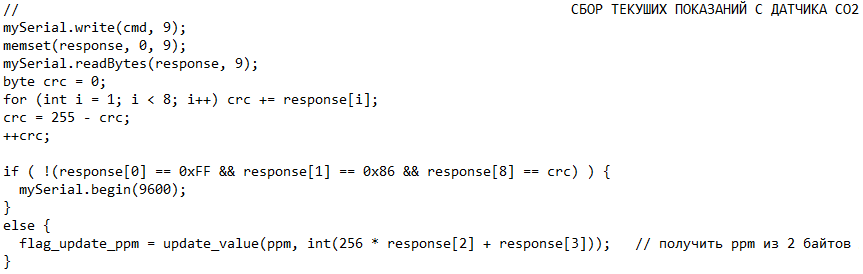 // СБОР ТЕКУШИХ ПОКАЗАНИЙ С ДАТЧИКА CO2
mySerial.write(cmd, 9);
memset(response, 0, 9);
mySerial.readBytes(response, 9);
byte crc = 0;
for (int i = 1; i < 8; i++) crc += response[i];
crc = 255 - crc;
++crc;

if ( !(response[0] == 0xFF && response[1] == 0x86 && response[8] == crc) ) {
  mySerial.begin(9600);
}
else {
  flag_update_ppm = update_value(ppm, int(256 * response[2] + response[3]));   // получить ppm из 2 байтов
}